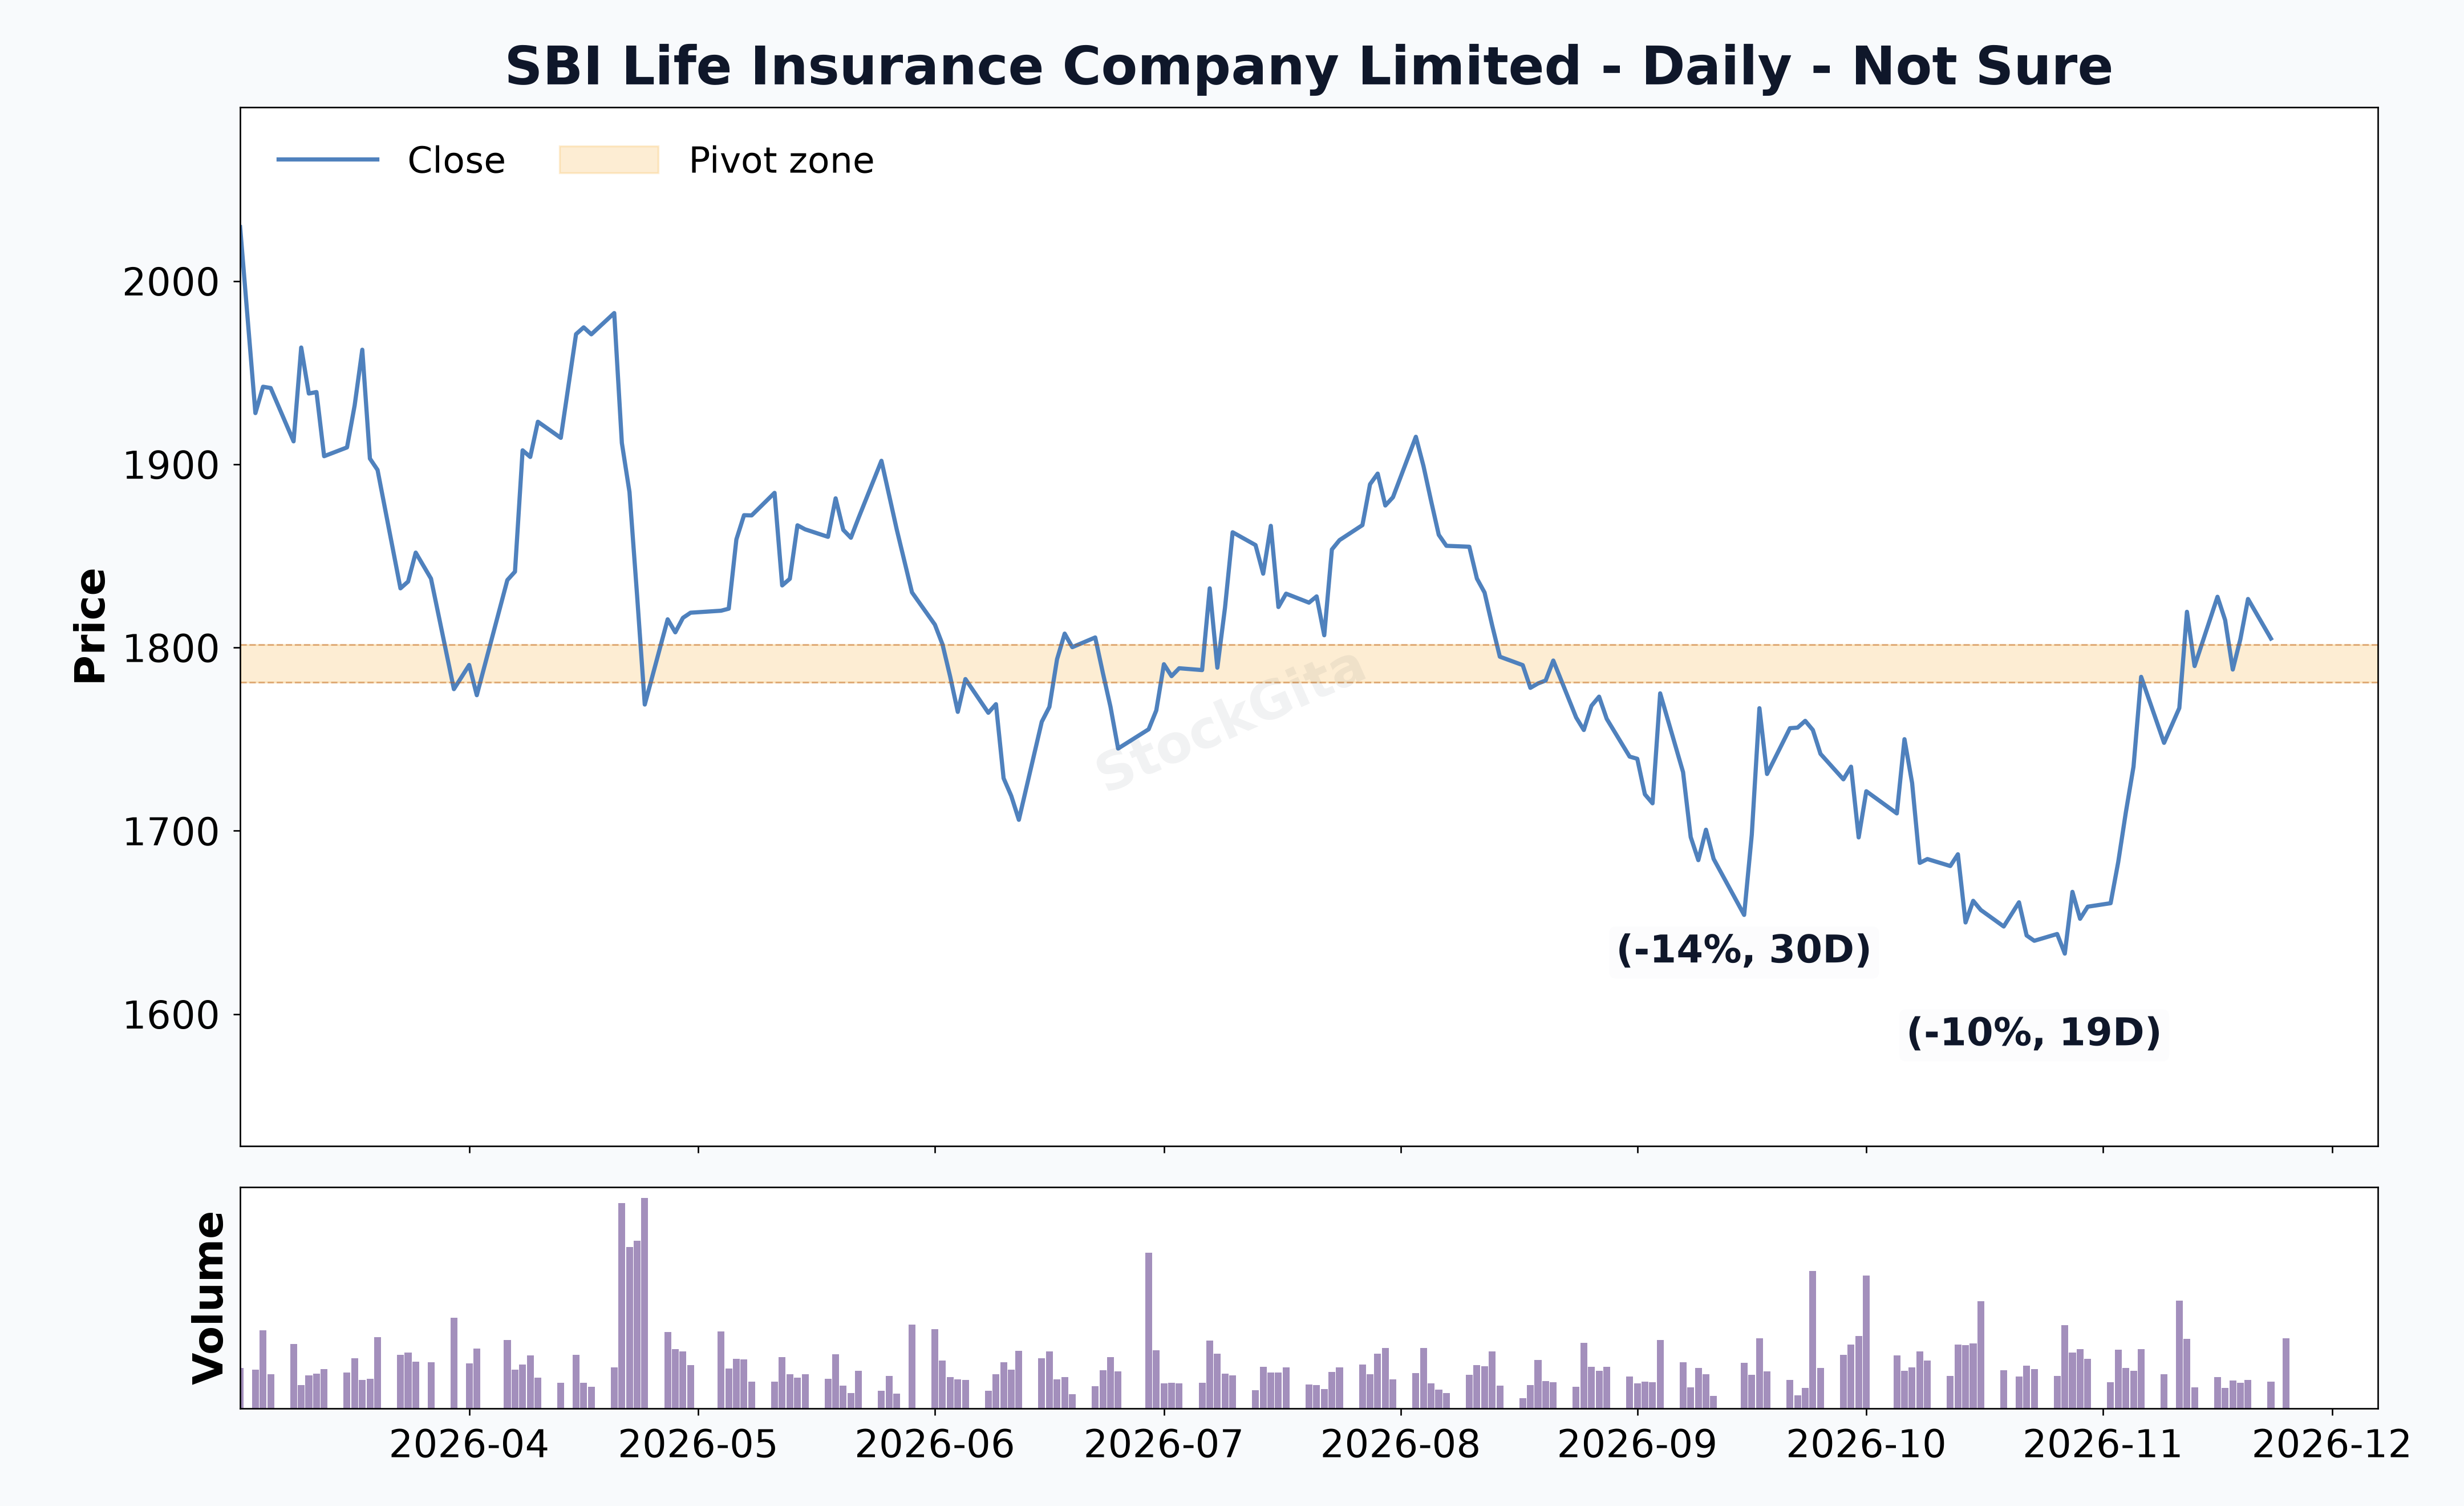 SBI Life Insurance Company Limited - Daily - Not Sure
Close
Pivot zone
Price
2000
1900
1800
1700
1600
StockGita
(-14%, 30D)
(-10%, 19D)
Volume
2026-04
2026-05
2026-06
2026-07
2026-08
2026-09
2026-10
2026-11
2026-12